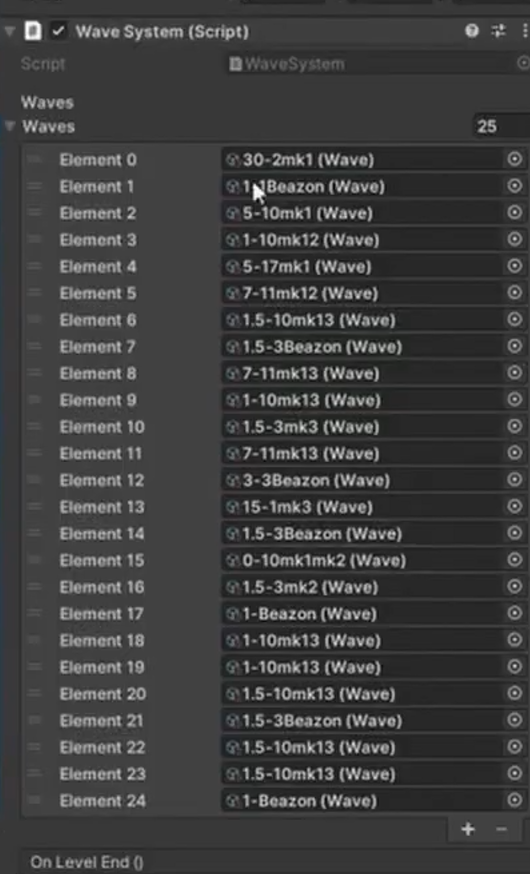 Wave System (Script)
Script WaveSystem
Waves
Waves 25
Element 0 30-2mk1 (Wave)
Element 1 1-1Beazon (Wave)
Element 2 5-10mk1 (Wave)
Element 3 1-10mk12 (Wave)
Element 4 5-17mk1 (Wave)
Element 5 7-11mk12 (Wave)
Element 6 1.5-10mk13 (Wave)
Element 7 1.5-3Beazon (Wave)
Element 8 7-11mk13 (Wave)
Element 9 1-10mk13 (Wave)
Element 10 1.5-3mk3 (Wave)
Element 11 7-11mk13 (Wave)
Element 12 3-3Beazon (Wave)
Element 13 15-1mk3 (Wave)
Element 14 1.5-3Beazon (Wave)
Element 15 0-10mk1mk2 (Wave)
Element 16 1.5-3mk2 (Wave)
Element 17 1-Beazon (Wave)
Element 18 1-10mk13 (Wave)
Element 19 1-10mk13 (Wave)
Element 20 1.5-10mk13 (Wave)
Element 21 1.5-3Beazon (Wave)
Element 22 1.5-10mk13 (Wave)
Element 23 1.5-10mk13 (Wave)
Element 24 1-Beazon (Wave)
On Level End ()